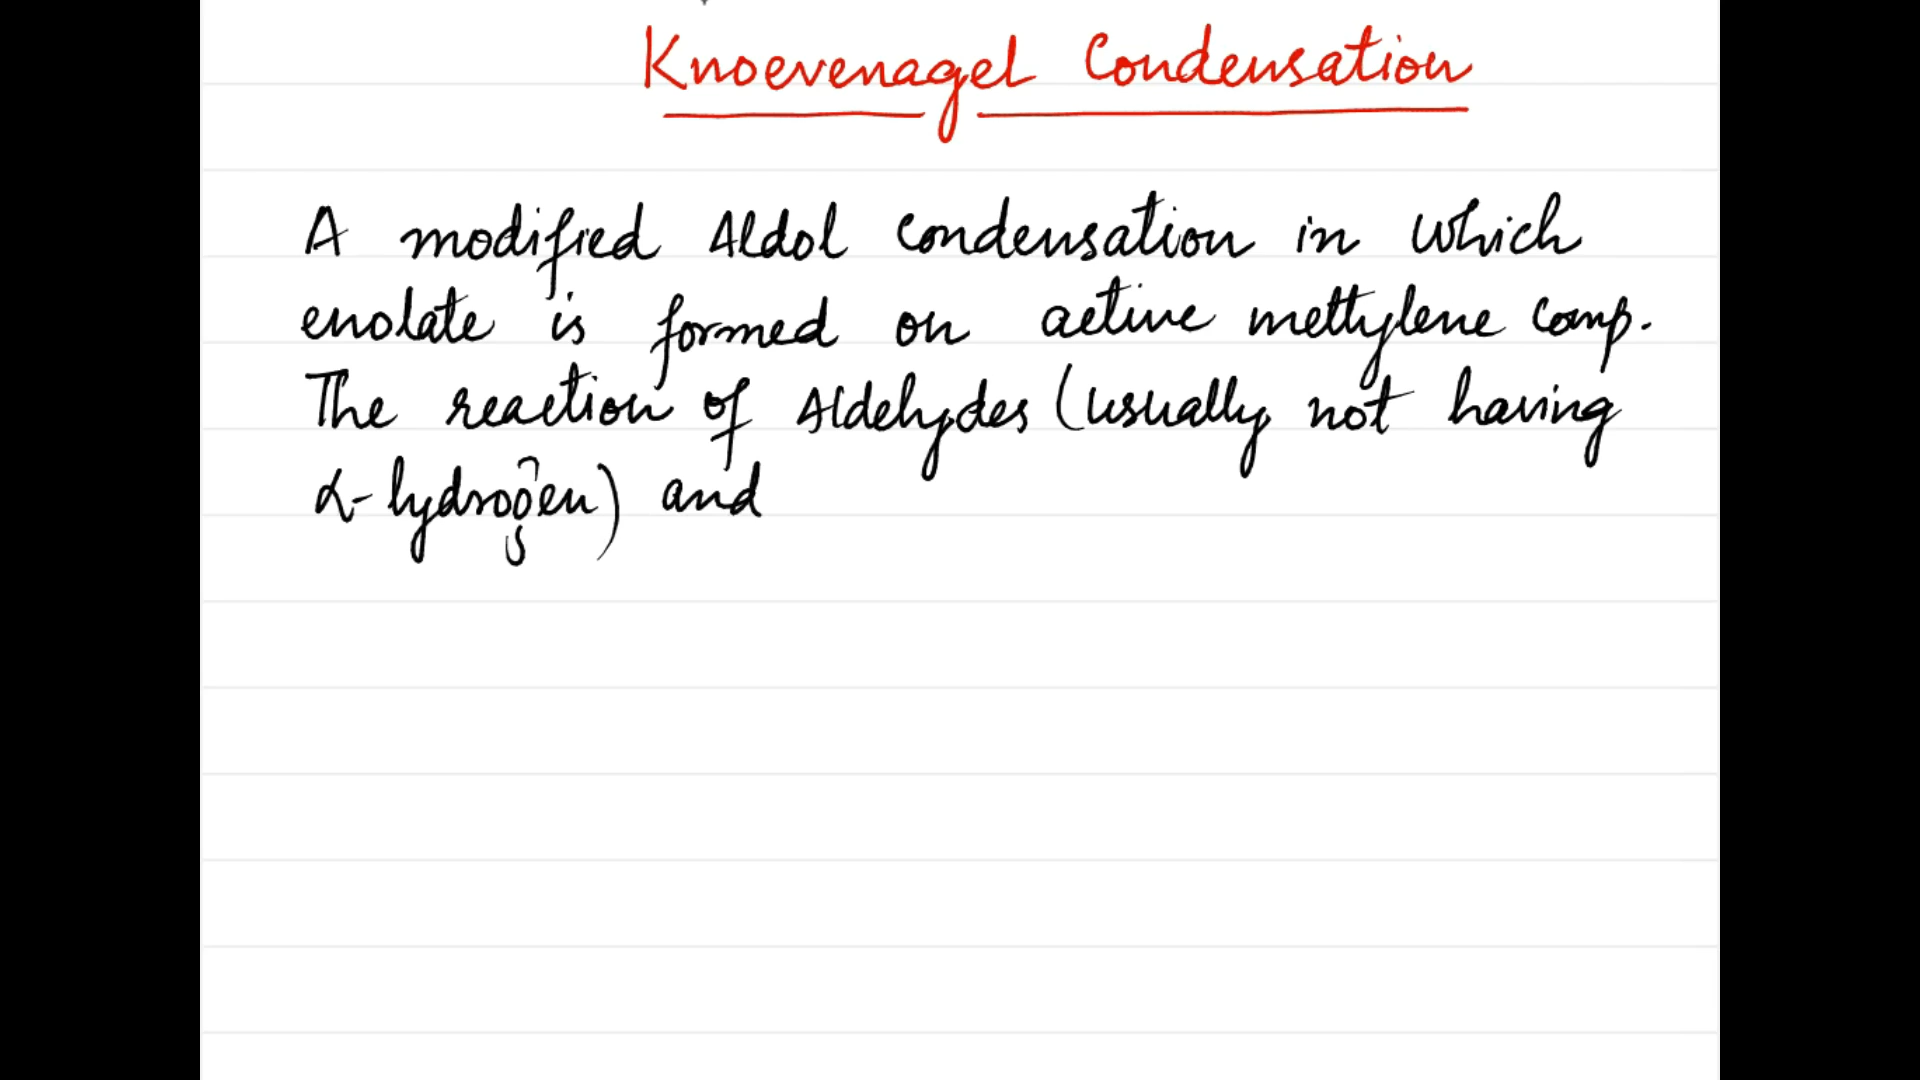 Knoevenagel Condensation
A modified Aldol Condensation in which
enolate is formed on active methylene comp.
The reaction of Aldehydes (usually not having
α-hydrogen) and